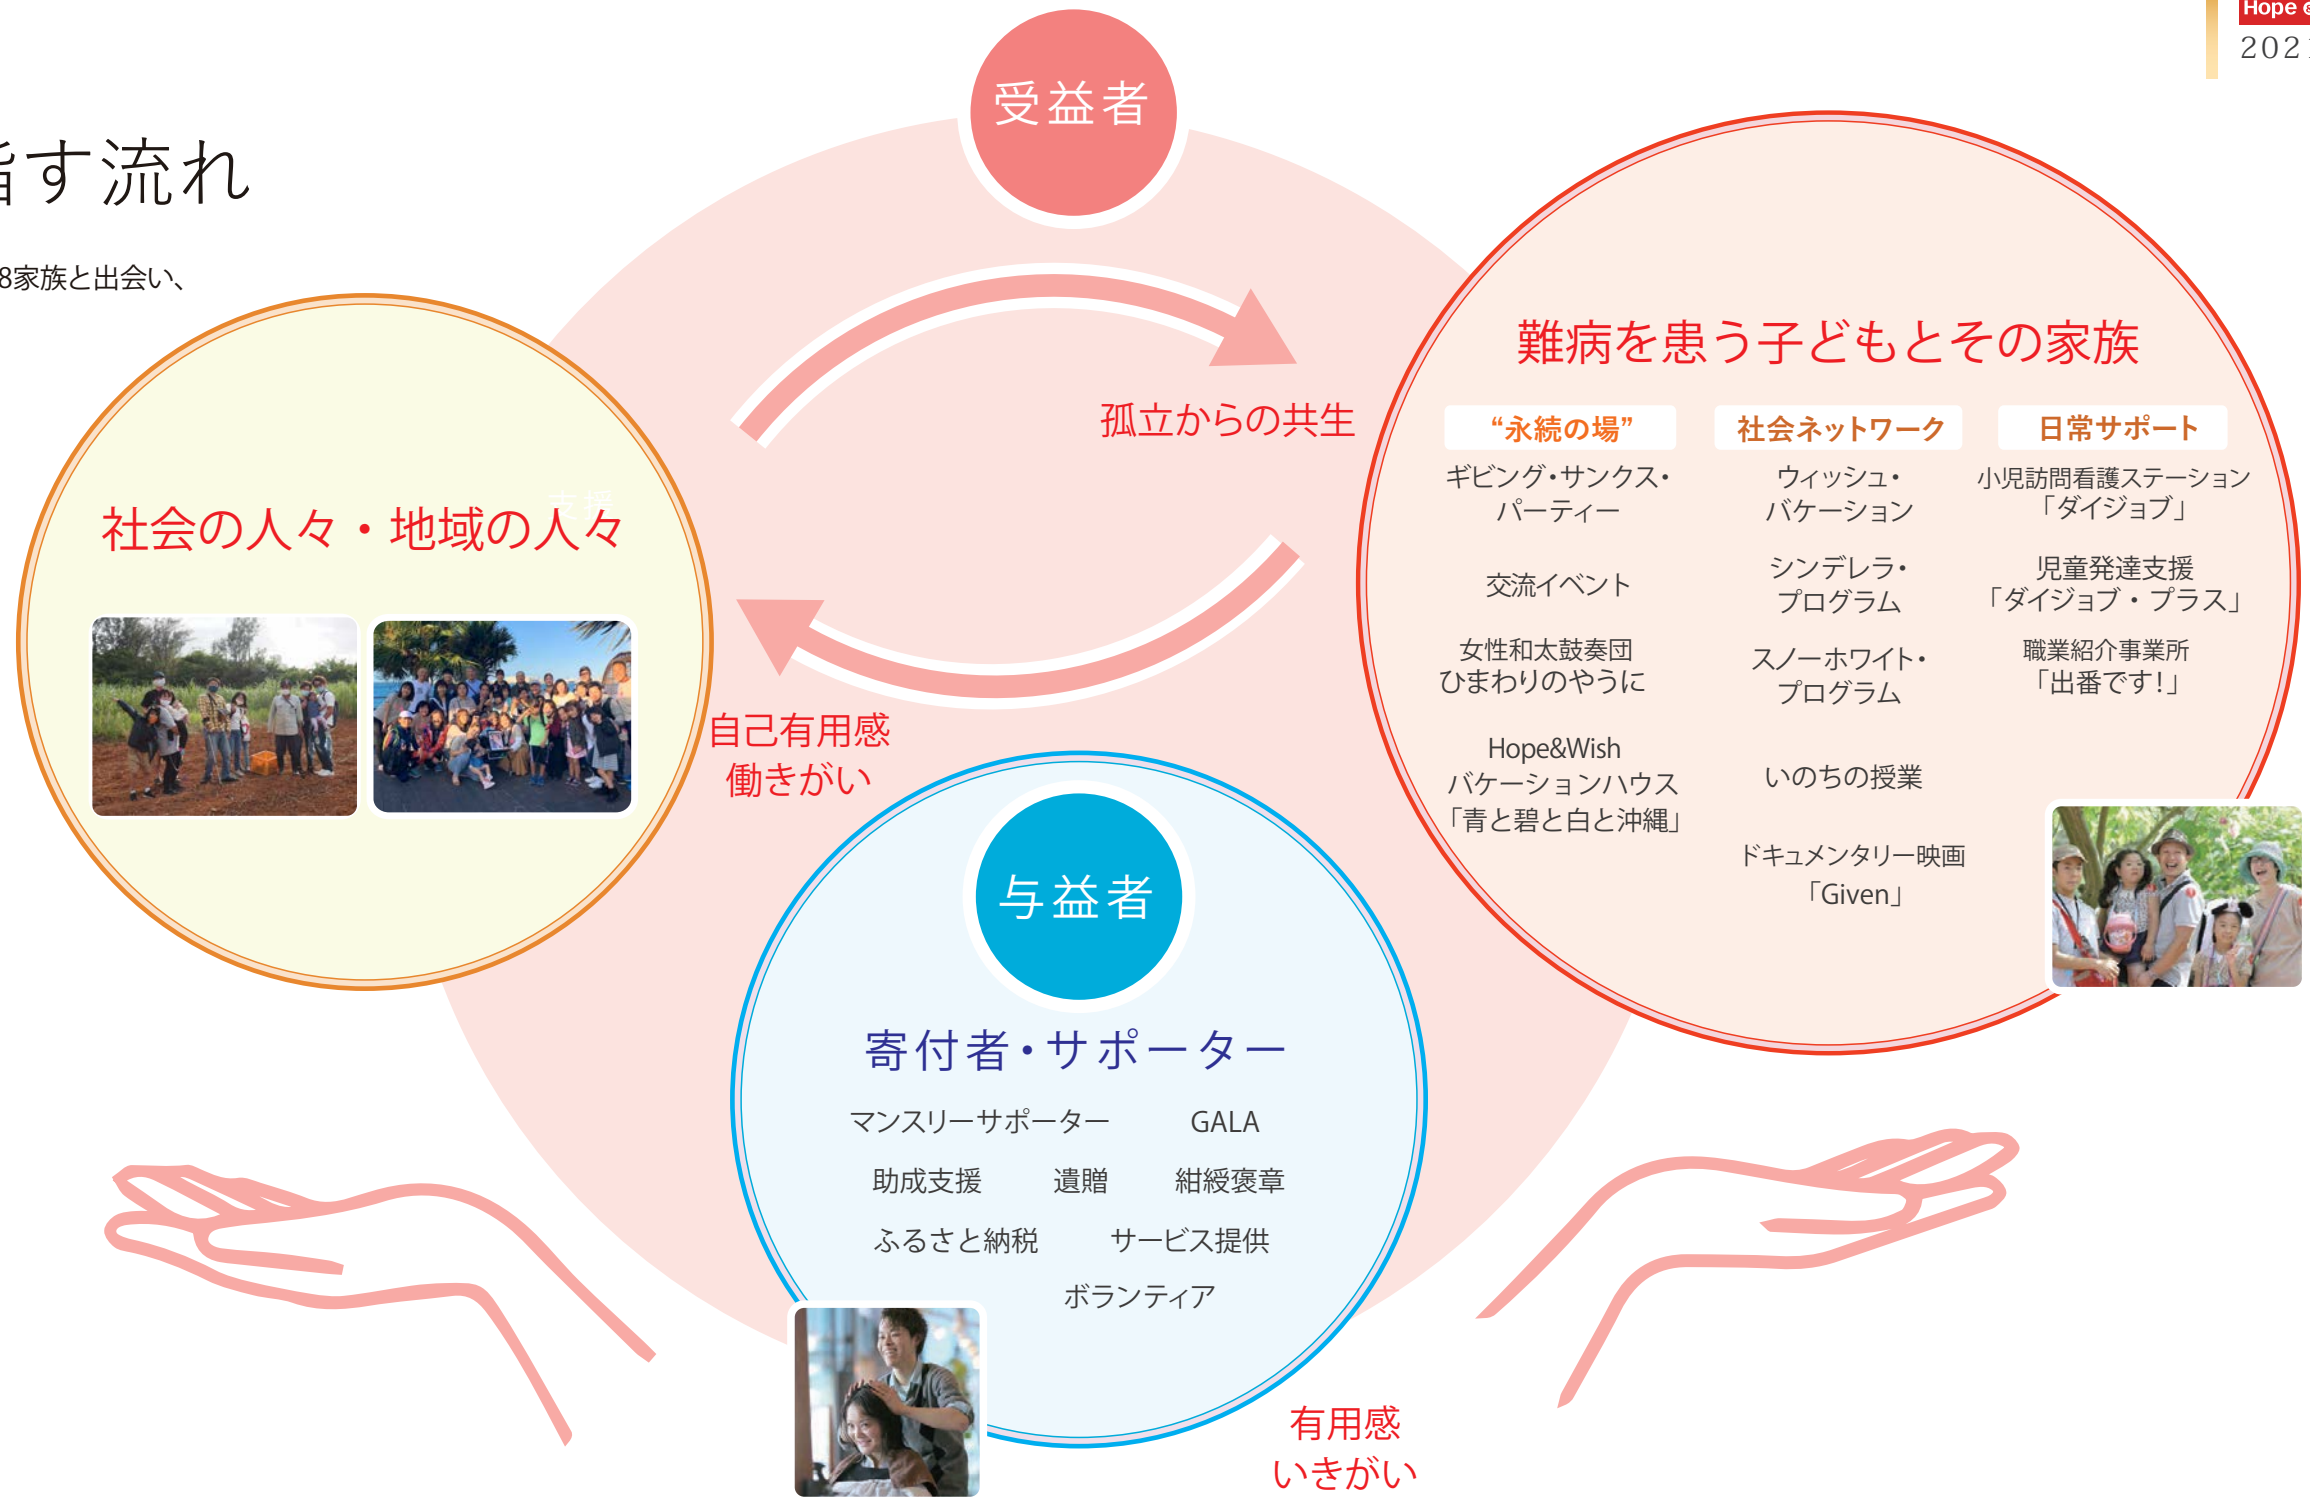 Hope
202
指す流れ
8家族と出会い、
受益者
孤立からの共生
社会の人々・地域の人々
支援
自己有用感
働きがい
難病を患う子どもとその家族
“永続の場”
ギビング・サンクス・
パーティー
交流イベント
女性和太鼓奏団
ひまわりのやうに
Hope&Wish
バケーションハウス
「青と碧と白と沖縄」
社会ネットワーク
ウィッシュ・
バケーション
シンデレラ・
プログラム
スノーホワイト・
プログラム
いのちの授業
ドキュメンタリー映画
「Given」
日常サポート
小児訪問看護ステーション
「ダイジョブ」
児童発達支援
「ダイジョブ・プラス」
職業紹介事業所
「出番です!」
与益者
寄付者・サポーター
マンスリーサポーター GALA
助成支援 遺贈 紺綬褒章
ふるさと納税 サービス提供
ボランティア
有用感
いきがい